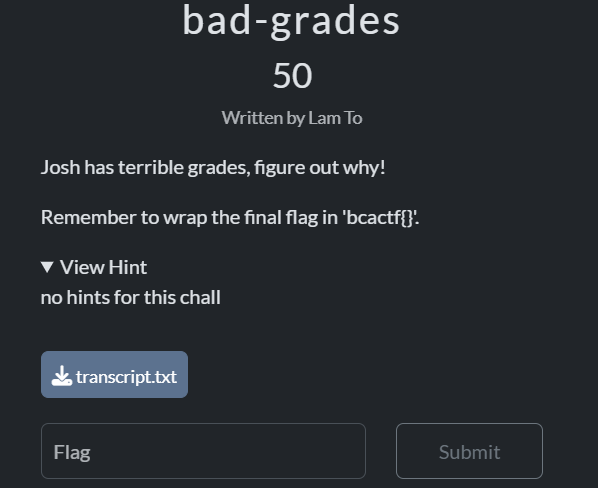 bad-grades
50
Written by Lam To
Josh has terrible grades, figure out why!
Remember to wrap the final flag in 'bcactf{}'.
▼ View Hint
no hints for this chall
transcript.txt
Flag
Submit